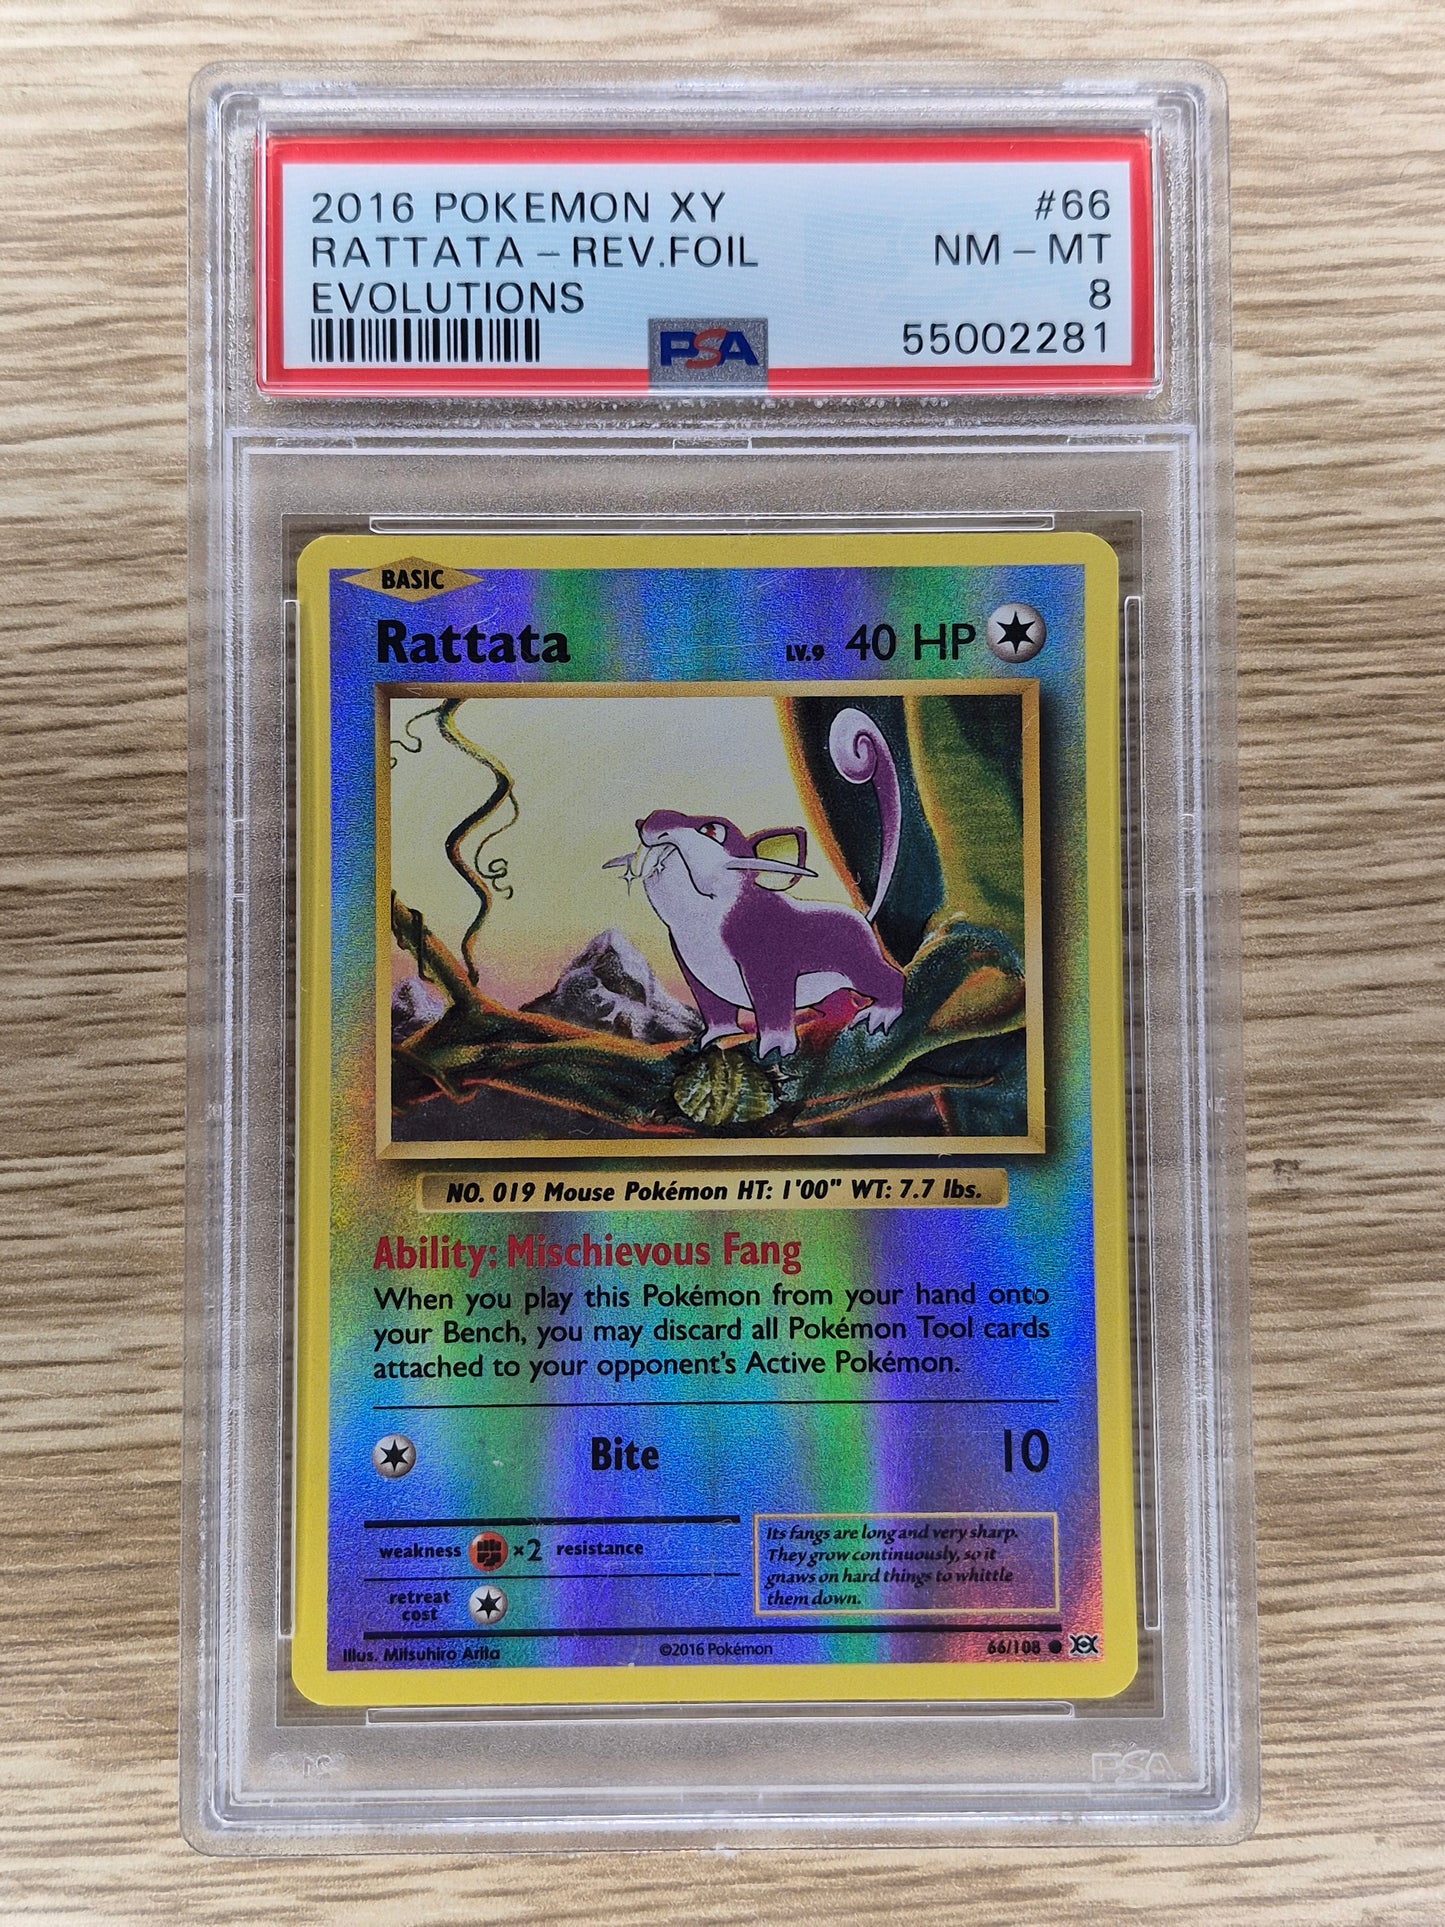 2016 POKEMON XY #66
RATTATA - REV.FOIL NM - MT
EVOLUTIONS 8
PSA 55002281
BASIC
Rattata LV.9 40 HP
NO. 019 Mouse Pokémon HT: 1'00" WT: 7.7 lbs.
Ability: Mischievous Fang
When you play this Pokémon from your hand onto
your Bench, you may discard all Pokémon Tool cards
attached to your opponent's Active Pokémon.
Bite 10
weakness ×2 resistance
retreat
cost
Its fangs are long and very sharp.
They grow continuously, so it
gnaws on hard things to whittle
them down.
Illus. Mitsuhiro Arita ©2016 Pokémon 66/108
PSA